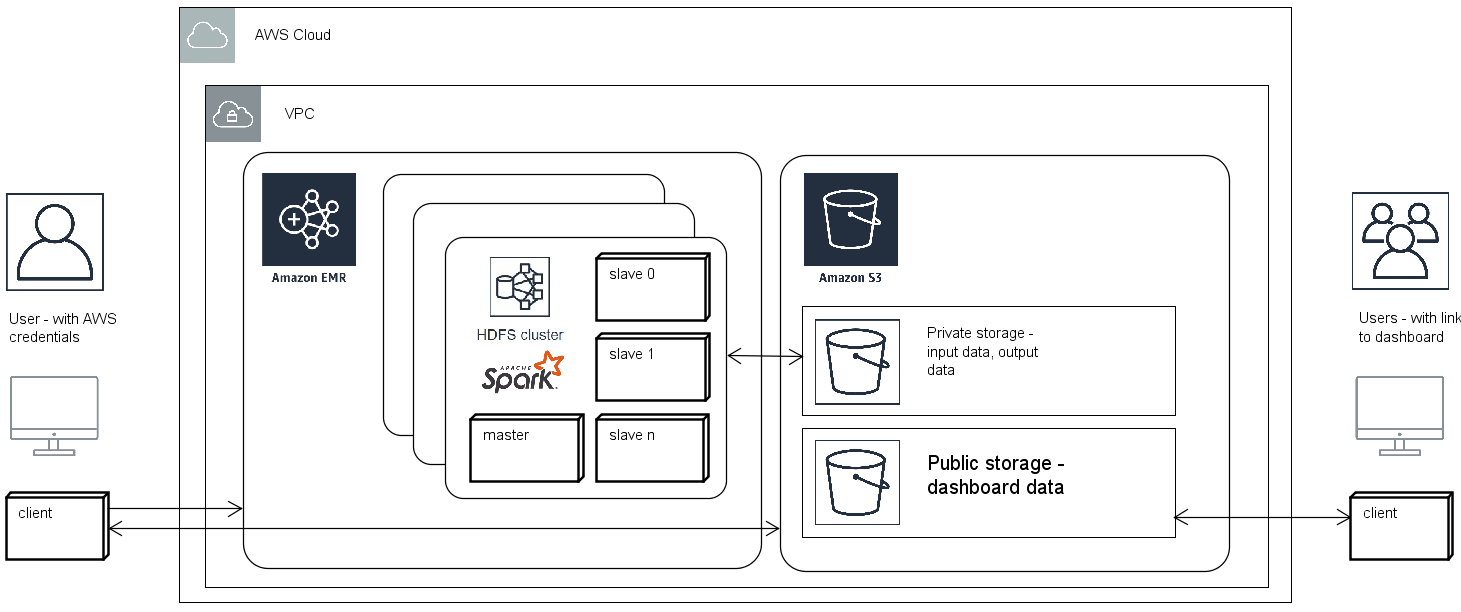 AWS Cloud
VPC
Amazon EMR
HDFS cluster
APACHE
Spark
master
slave 0
slave 1
slave n
Amazon S3
Private storage -
input data, output
data
Public storage -
dashboard data
User - with AWS
credentials
client
Users - with link
to dashboard
client